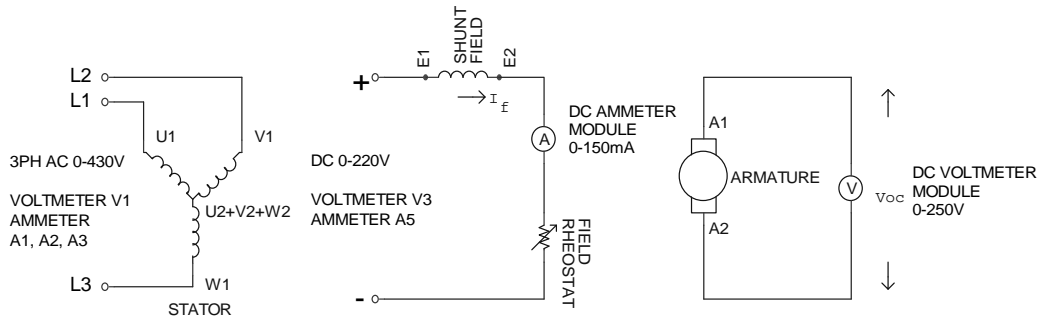 L2
L1
U1
V1
3PH AC 0-430V
VOLTMETER V1
AMMETER
A1, A2, A3
U2+V2+W2
L3
W1
STATOR
SHUNT
FIELD
E1
E2
+
I f
DC AMMETER
MODULE
0-150mA
A
DC 0-220V
VOLTMETER V3
AMMETER A5
FIELD
RHEOSTAT
-
A1
ARMATURE
A2
V
Voc
DC VOLTMETER
MODULE
0-250V